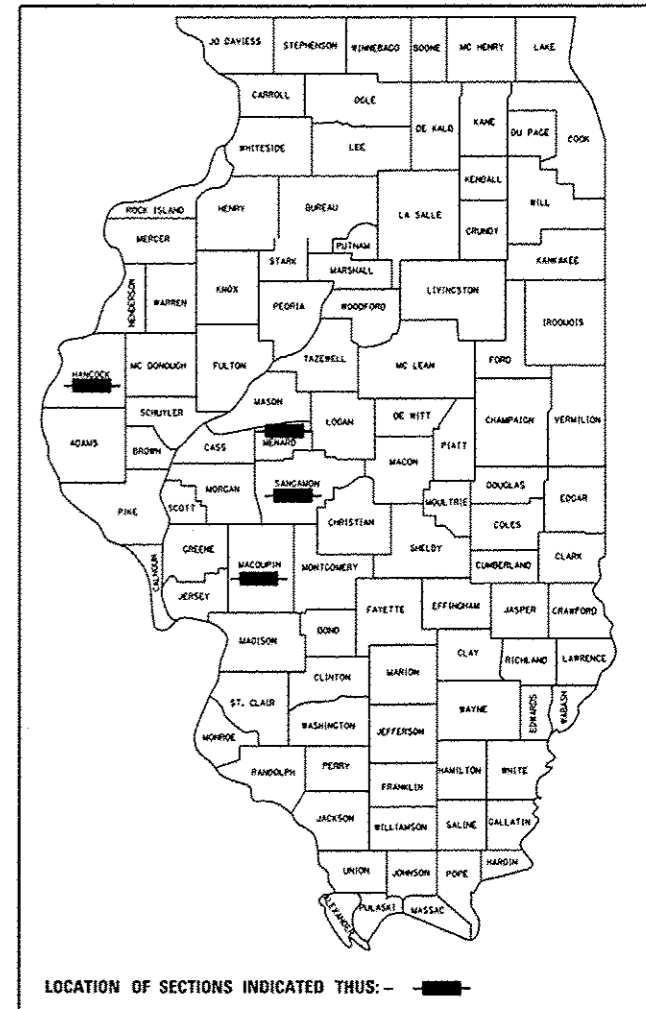 JO DAVIESS STEPHENSON WINNEBAGO BOONE MC HENRY LAKE
CARROLL OGLE
DE KALB KANE DU PAGE COOK
WHITESIDE LEE
KENDALL WILL
ROCK ISLAND HENRY BUREAU LA SALLE
MERCER GRUNDY
PUTNAM
STARK MARSHALL KANKAKEE
HENDERSON WARREN KNOX PEORIA WOODFORD LIVINGSTON IROQUOIS
HANCOCK MC DONOUGH FULTON TAZEWELL MC LEAN FORD
MASON
SCHUYLER LOGAN DE WITT CHAMPAIGN VERMILION
ADAMS BROWN CASS MENARD PIATT
MACON
MORGAN SANGAMON DOUGLAS
PIKE SCOTT CHRISTIAN MOULTRIE EDGAR
COLES
GREENE MACOUPIN MONTGOMERY SHELBY CLARK
CALHOUN JERSEY CUMBERLAND
FAYETTE EFFINGHAM JASPER CRAWFORD
MADISON BOND
CLAY RICHLAND LAWRENCE
CLINTON MARION
ST. CLAIR WAYNE EDWARDS WABASH
MONROE WASHINGTON JEFFERSON
RANDOLPH PERRY HAMILTON WHITE
FRANKLIN
JACKSON WILLIAMSON SALINE GALLATIN
UNION JOHNSON POPE HARDIN
ALEXANDER PULASKI MASSAC
LOCATION OF SECTIONS INDICATED THUS: –